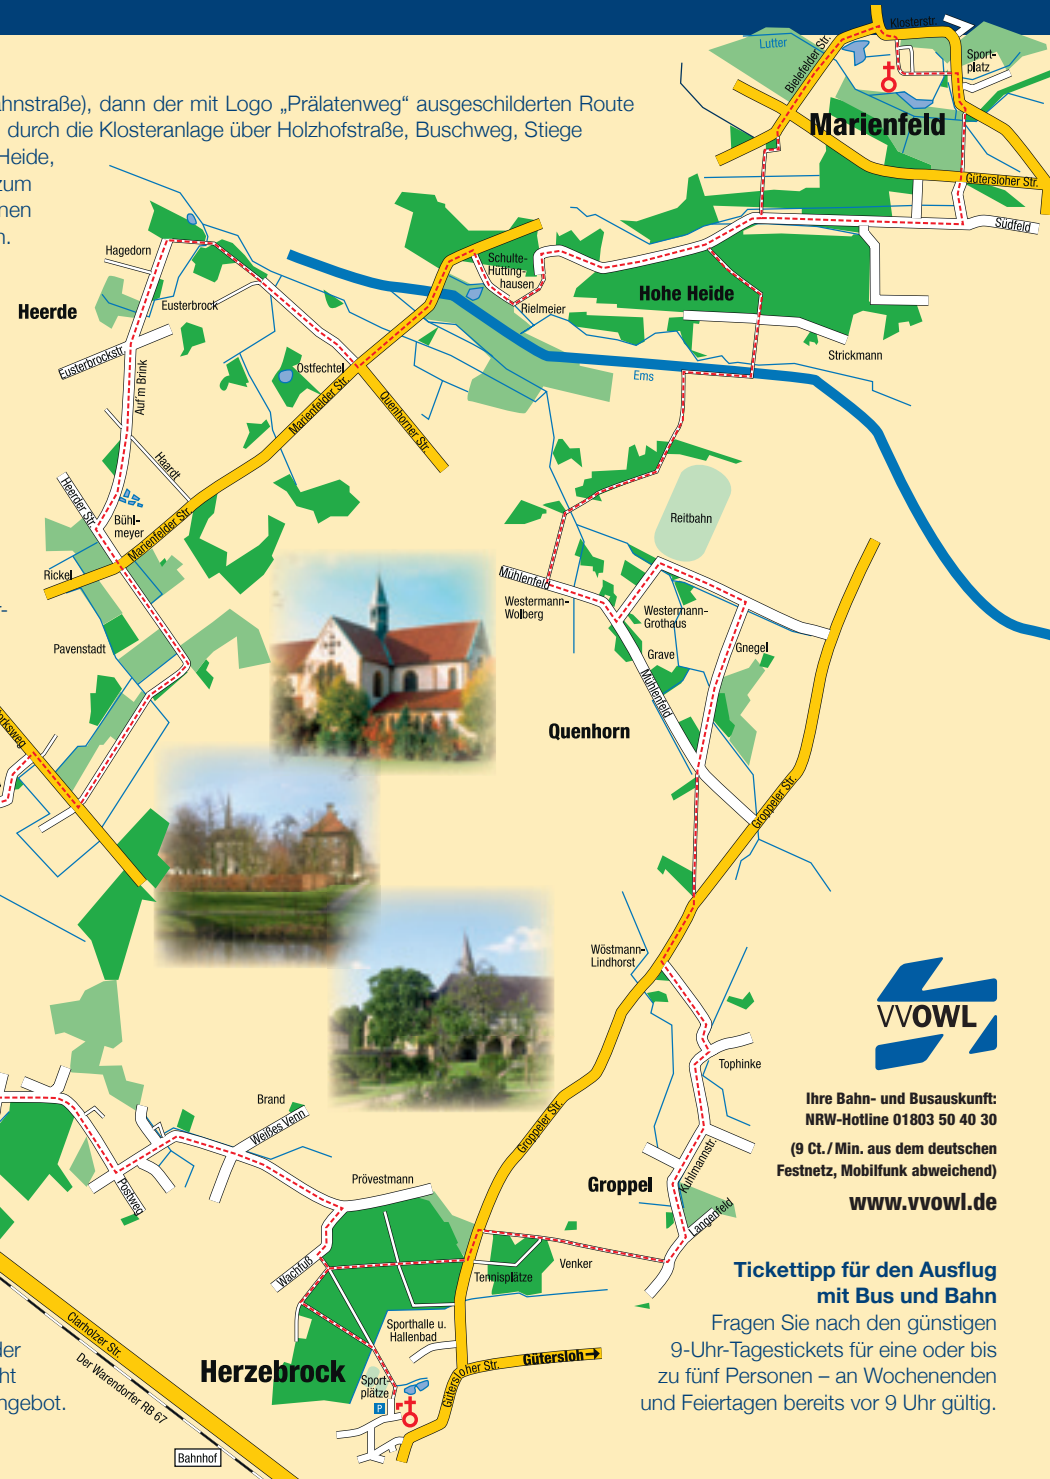 ahnstraße), dann der mit Logo „Prälatenweg“ ausgeschilderten Route
durch die Klosteranlage über Holzhofstraße, Buschweg, Stiege
Heide,
zum
nen
n.
Klosterstr.
Lutter
Bielefelder Str.
Sport-
platz
Marienfeld
Gütersloher Str.
Südfeld
Hagedorn
Heerde
Eusterbrock
Eusterbrockstr.
Auf'm Brink
Schulte-
Hütting-
hausen
Rielmeier
Hohe Heide
Strickmann
Ems
Ostfechtel
Marienfelder Str.
Quenhorner Str.
Haardt
Heerder Str.
Bühl-
meyer
Marienfelder Str.
Rickel
Reitbahn
Mühlenfeld
Westermann-
Wolberg
Westermann-
Grothaus
Grave
Gnegel
Mühlenfeld
r-
Pavenstadt
orksweg
Quenhorn
Groppeler Str.
Wöstmann-
Lindhorst
Tophinke
VVOWL
Ihre Bahn- und Busauskunft:
NRW-Hotline 01803 50 40 30
(9 Ct./Min. aus dem deutschen
Festnetz, Mobilfunk abweichend)
www.vvowl.de
Brand
Weißes Venn
Postweg
Prövestmann
Groppeler Str.
Groppel
Kuhlmannstr.
Langenfeld
Wachfuß
Tennisplätze
Venker
Tickettipp für den Ausflug
mit Bus und Bahn
Fragen Sie nach den günstigen
9-Uhr-Tagestickets für eine oder bis
zu fünf Personen – an Wochenenden
und Feiertagen bereits vor 9 Uhr gültig.
Clarholzer Str.
Der Warendorfer RB 67
Sporthalle u.
Hallenbad
Herzebrock
Sport-
plätze
P
Gütersloher Str.
Gütersloh
der
ht
ngebot.
Bahnhof